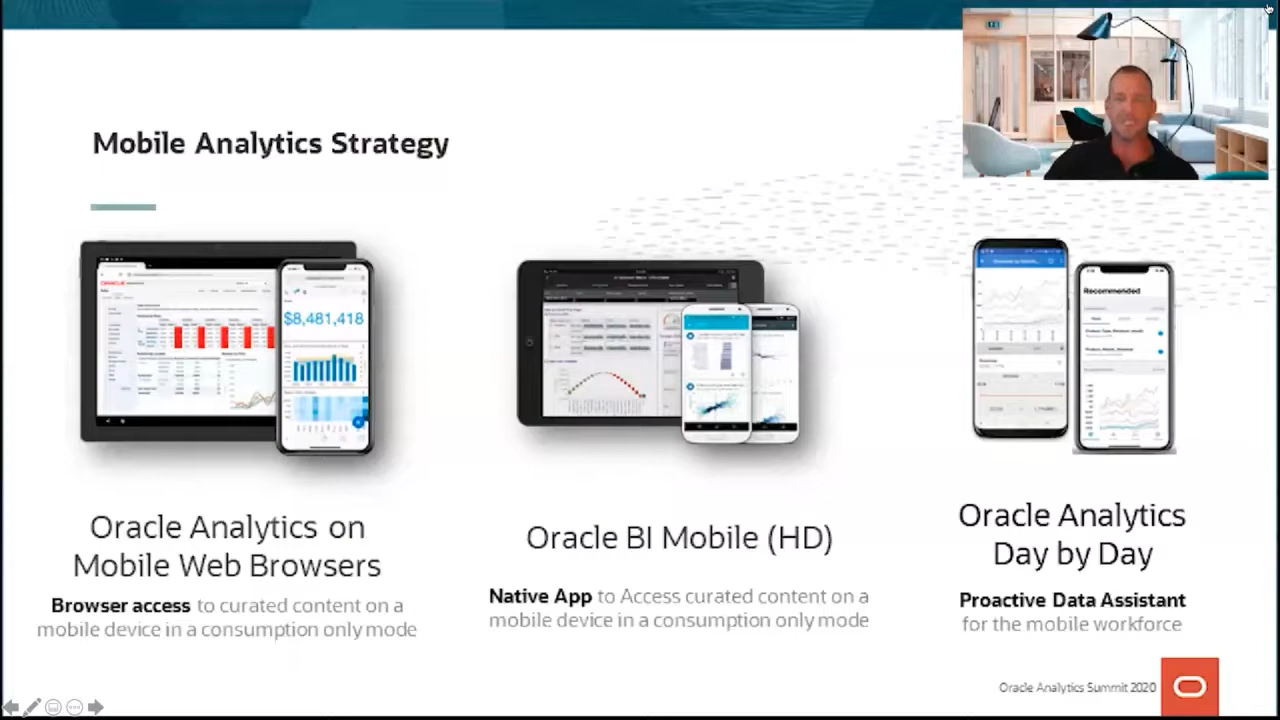 Mobile Analytics Strategy
ORACLE
$8,481,418
Recommended
Oracle Analytics on
Mobile Web Browsers
Browser access to curated content on a
mobile device in a consumption only mode
Oracle BI Mobile (HD)
Native App to Access curated content on a
mobile device in a consumption only mode
Oracle Analytics
Day by Day
Proactive Data Assistant
for the mobile workforce
Oracle Analytics Summit 2020